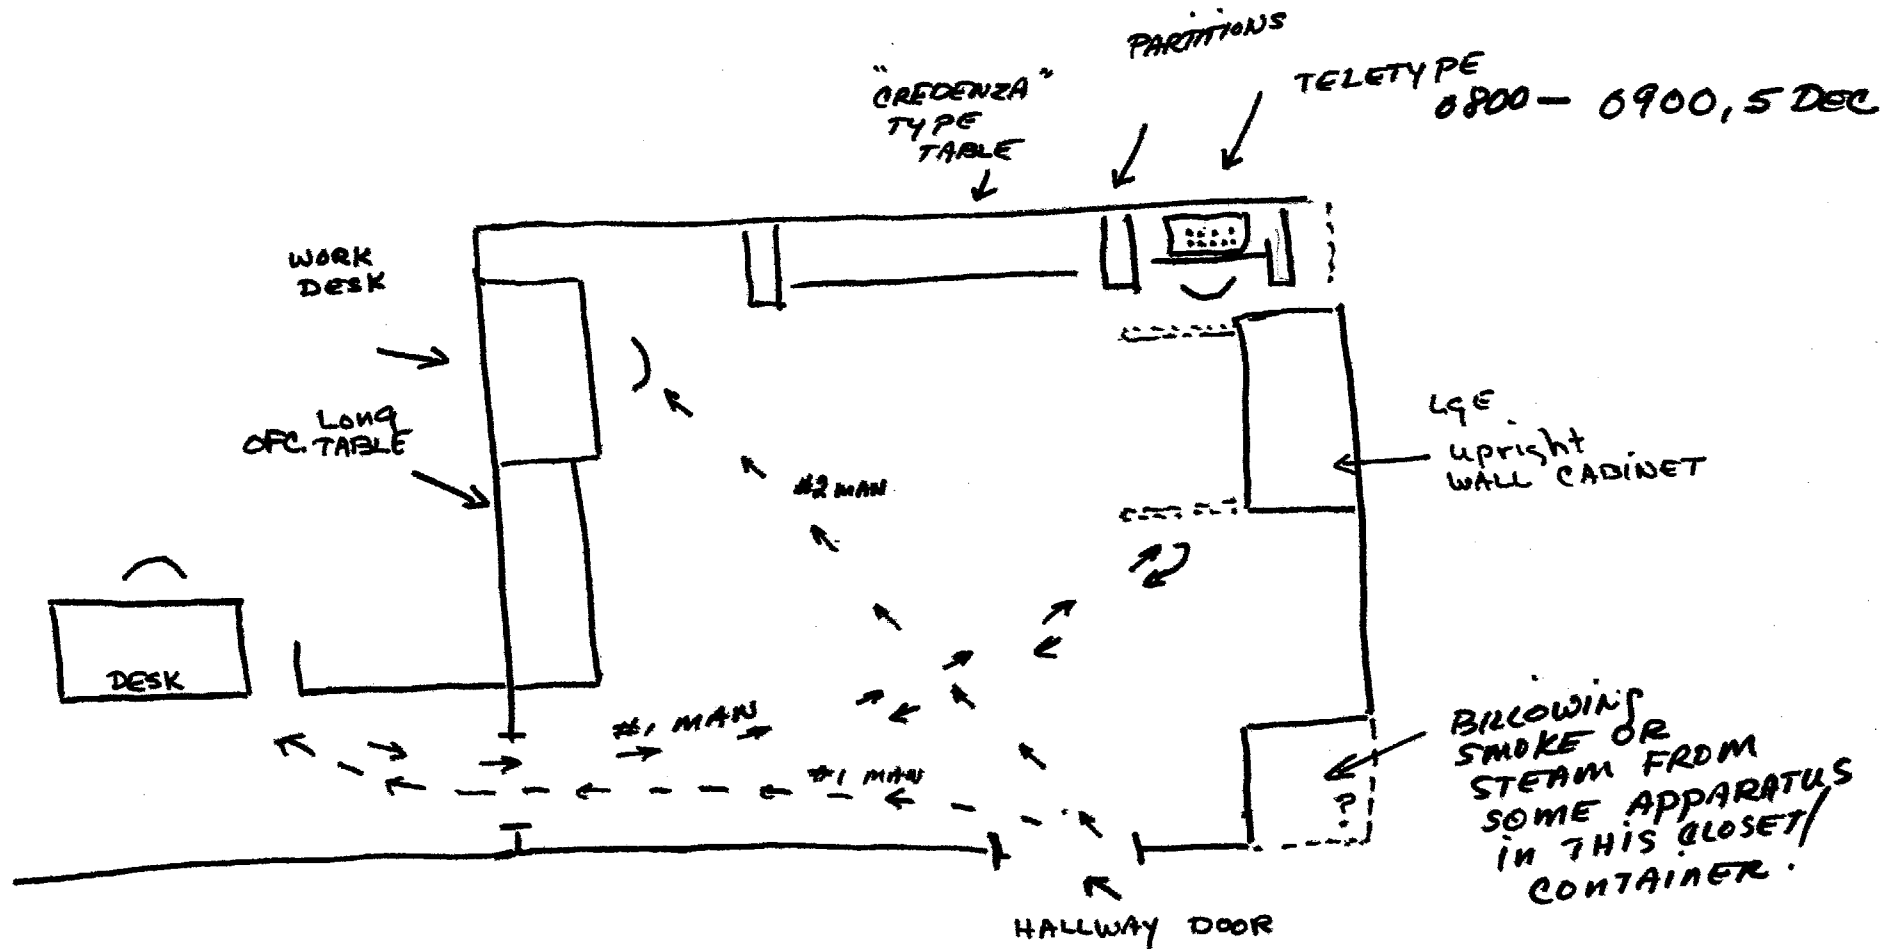 PARTITIONS
TELETYPE
0800 - 0900, 5 DEC
"CREDENZA"
TYPE
TABLE
WORK
DESK
LONG
OFC. TABLE
#2 MAN
LGE
UPRIGHT
WALL CABINET
DESK
#1 MAN
#1 MAN
BILLOWING
SMOKE OR
STEAM FROM
SOME APPARATUS
IN THIS CLOSET/
CONTAINER.
?
HALLWAY DOOR